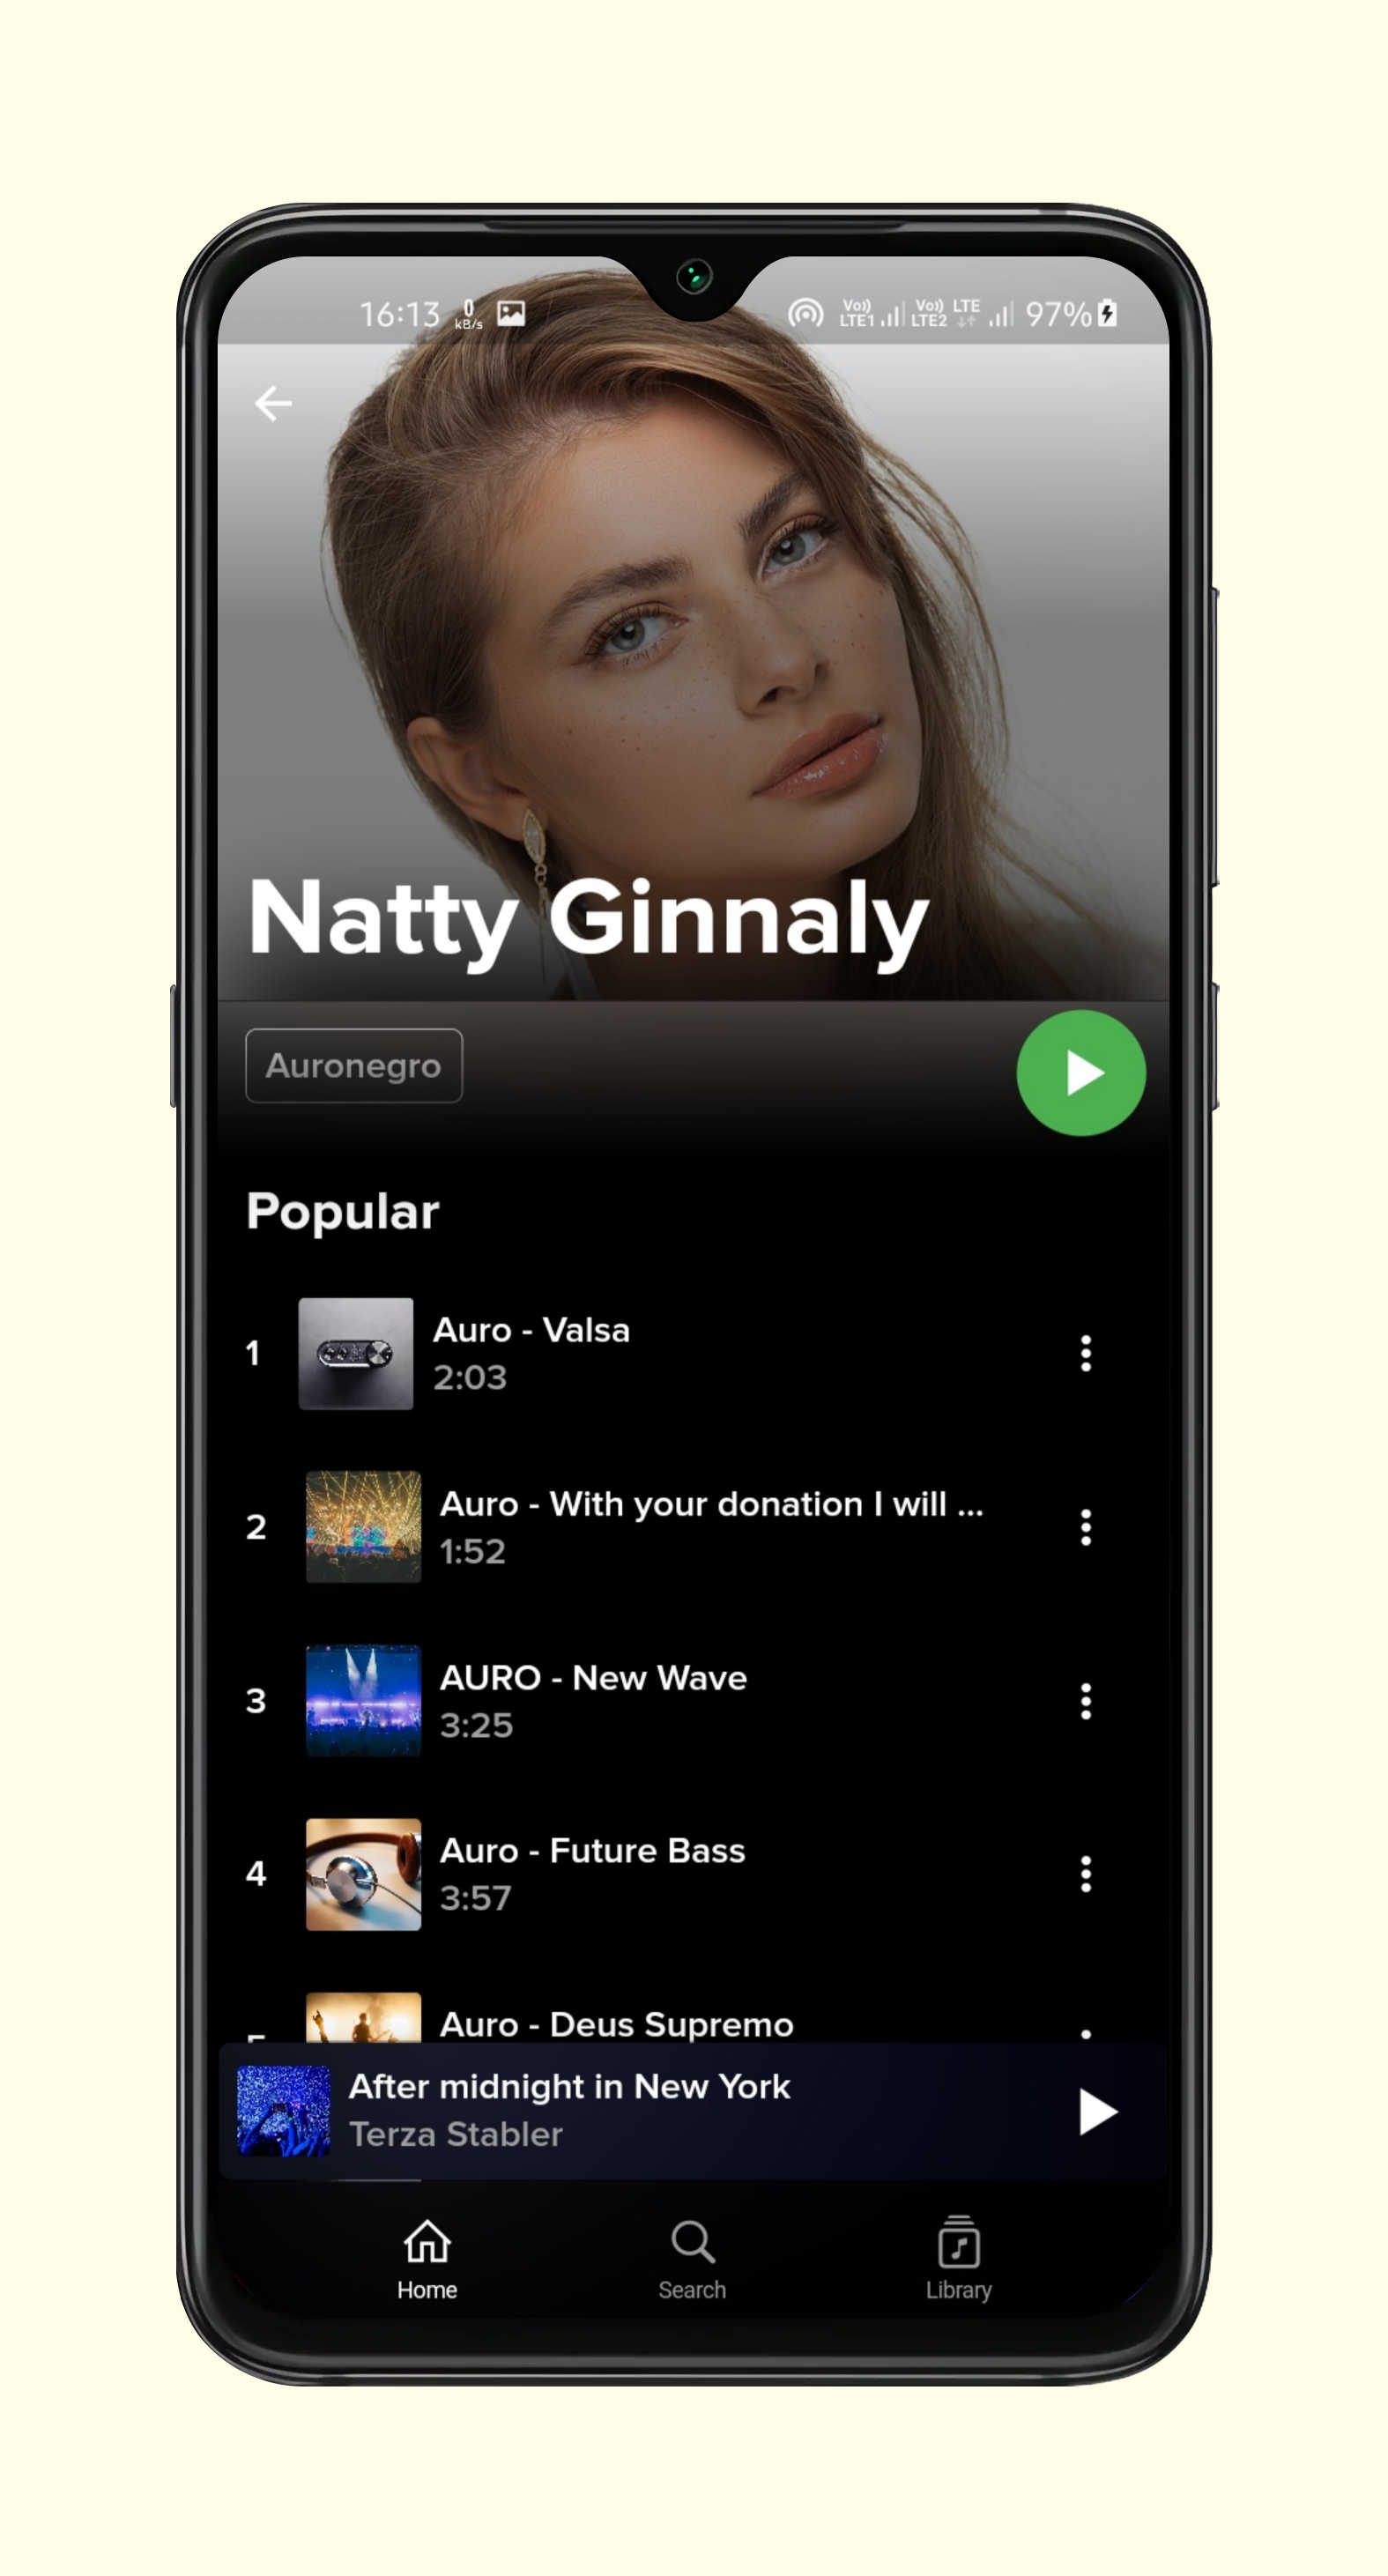 16:13 0 kB/s Vo)) LTE1 Vo)) LTE2 LTE 97%
Natty Ginnaly
Auronegro
Popular
1
Auro - Valsa
2:03
2
Auro - With your donation I will ...
1:52
3
AURO - New Wave
3:25
4
Auro - Future Bass
3:57
Auro - Deus Supremo
After midnight in New York
Terza Stabler
Home
Search
Library